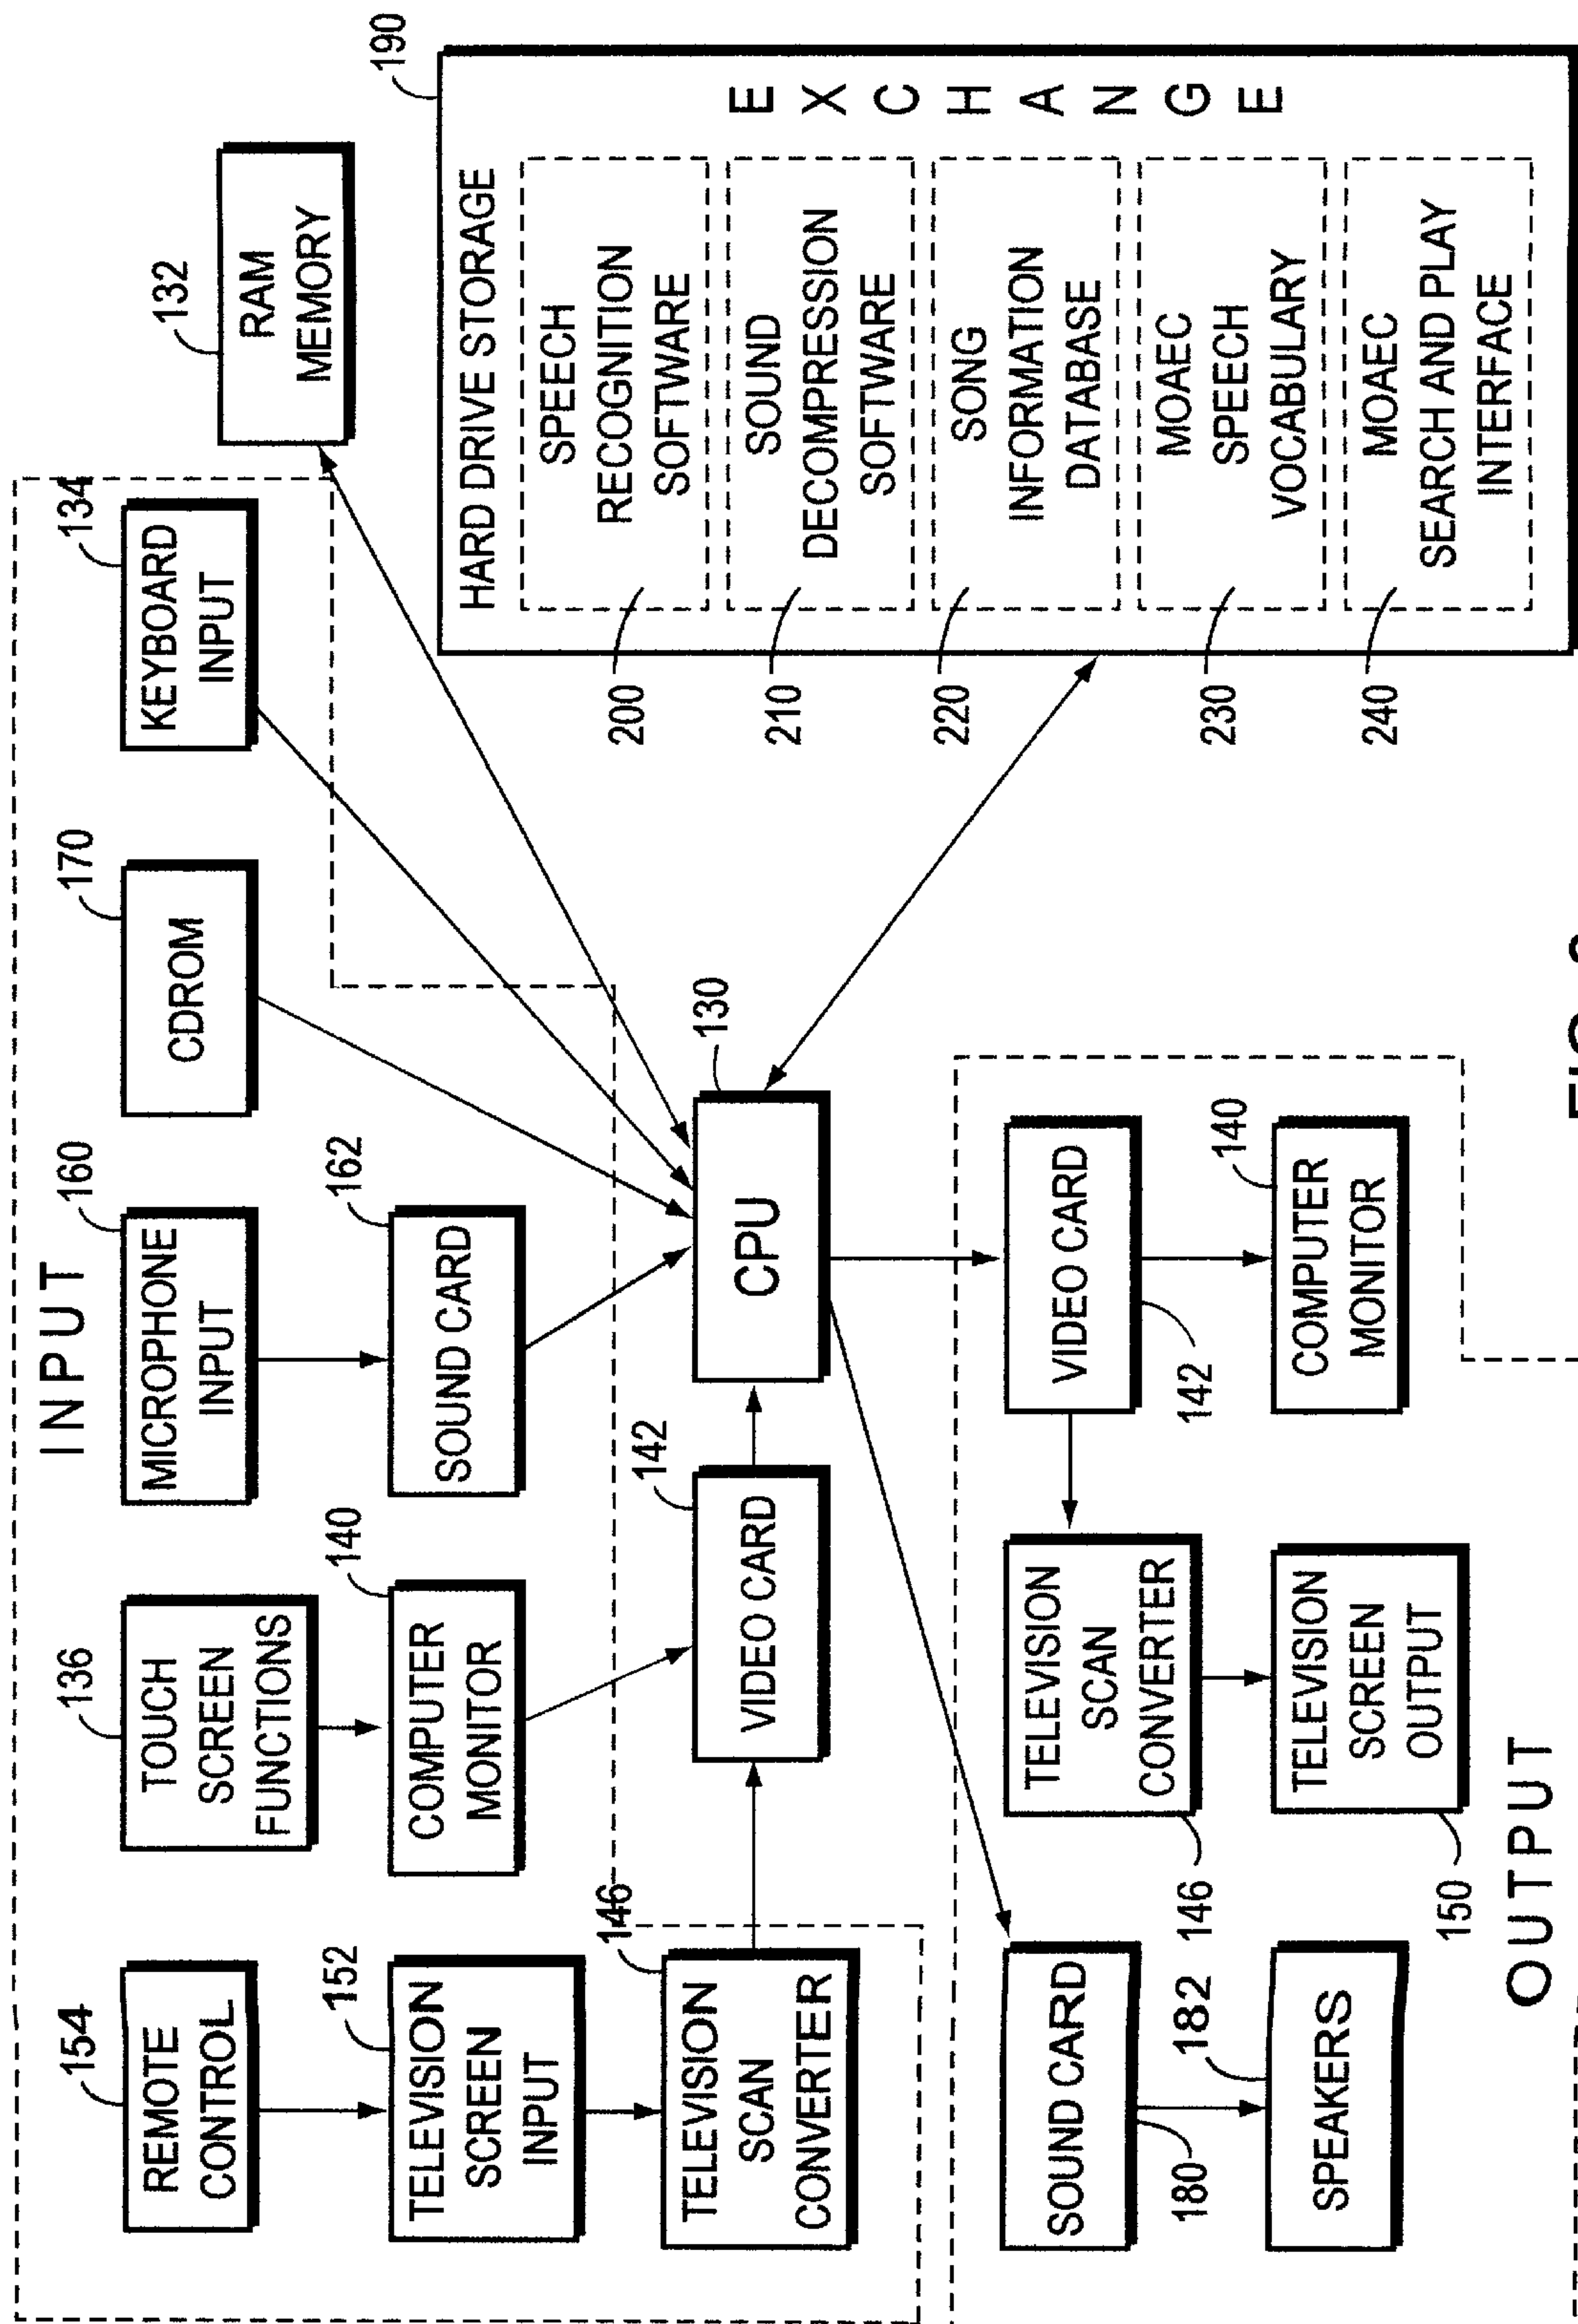 INPUT
154
REMOTE
CONTROL
152
TELEVISION
SCREEN
INPUT
146
TELEVISION
SCAN
CONVERTER
136
TOUCH
SCREEN
FUNCTIONS
140
COMPUTER
MONITOR
142
VIDEO CARD
160
MICROPHONE
INPUT
162
SOUND CARD
170
CDROM
134
KEYBOARD
INPUT
132
RAM
MEMORY
130
CPU
190
HARD DRIVE STORAGE
SPEECH
RECOGNITION
SOFTWARE
200
SOUND
DECOMPRESSION
SOFTWARE
210
SONG
INFORMATION
DATABASE
220
MOAEC
SPEECH
VOCABULARY
230
MOAEC
SEARCH AND PLAY
INTERFACE
240
EXCHANGE
SOUND CARD
180
182
SPEAKERS
TELEVISION
SCAN
CONVERTER
146
TELEVISION
SCREEN
OUTPUT
150
VIDEO CARD
142
140
COMPUTER
MONITOR
OUTPUT